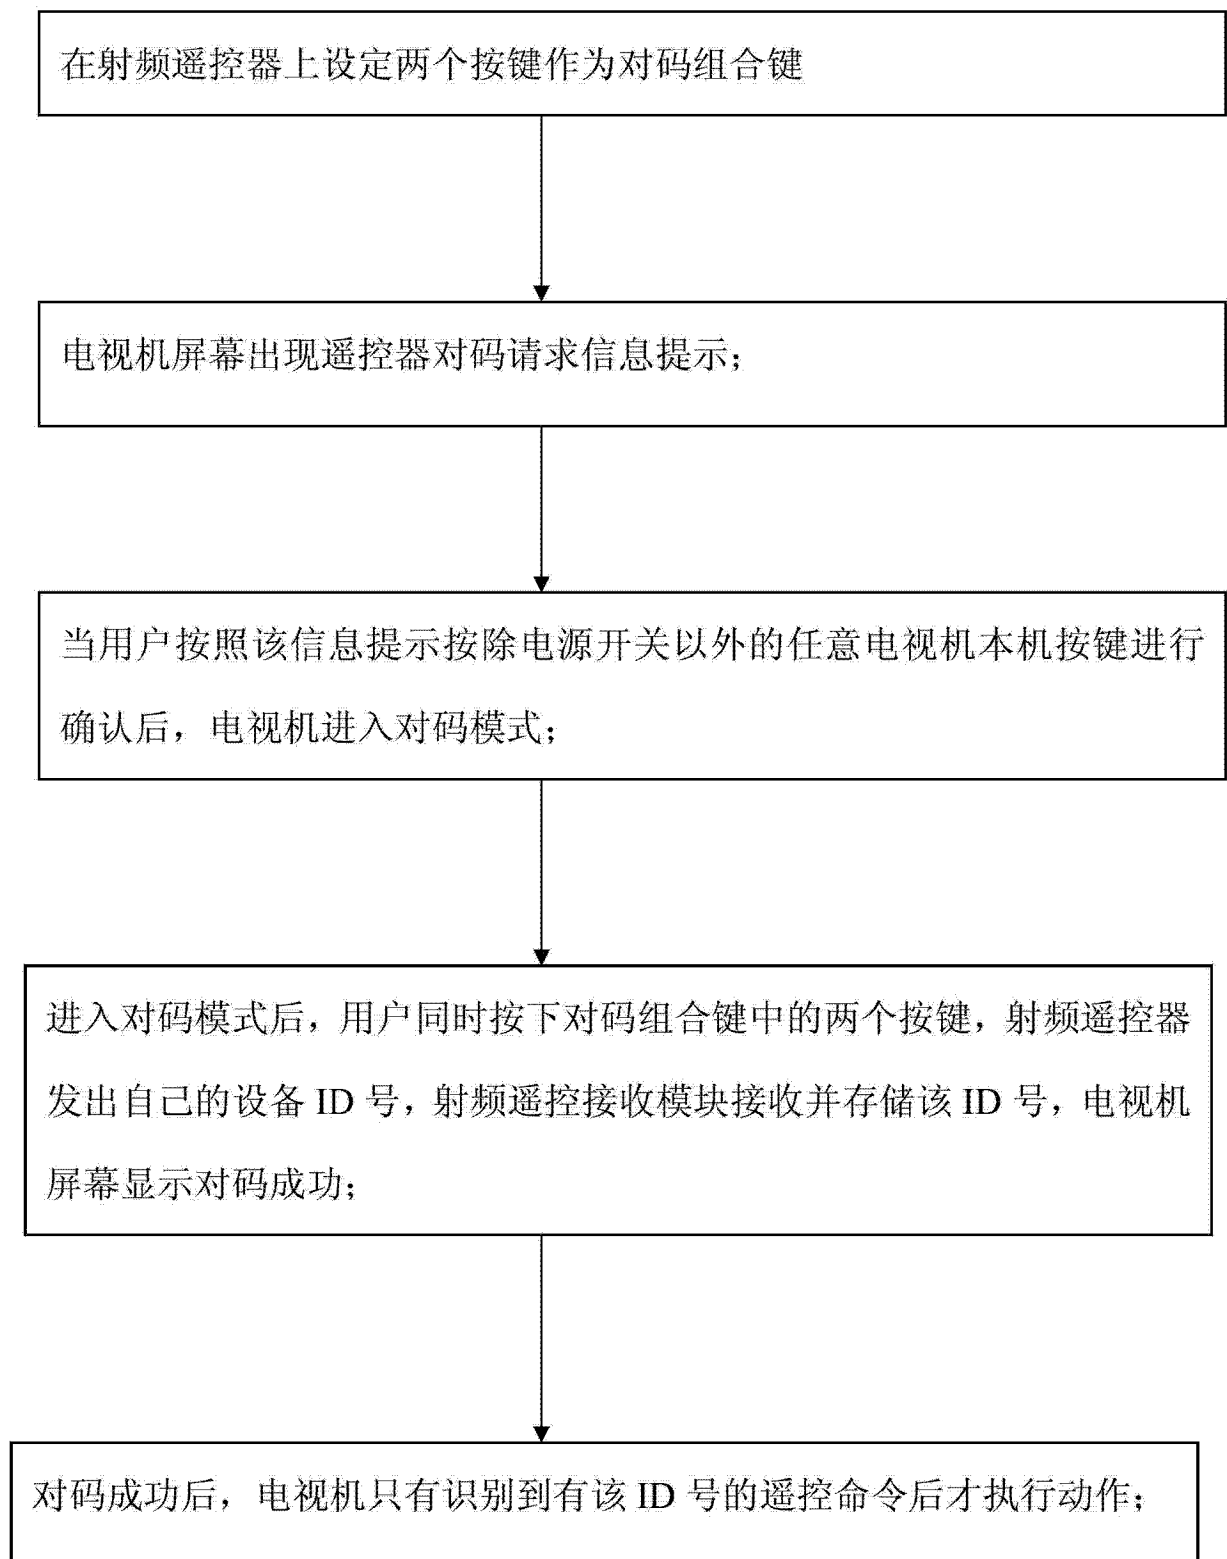 在射频遥控器上设定两个按键作为对码组合键
电视机屏幕出现遥控器对码请求信息提示；
当用户按照该信息提示按除电源开关以外的任意电视机本机按键进行
确认后，电视机进入对码模式；
进入对码模式后，用户同时按下对码组合键中的两个按键，射频遥控器
发出自己的设备 ID 号，射频遥控接收模块接收并存储该 ID 号，电视机
屏幕显示对码成功；
对码成功后，电视机只有识别到有该 ID 号的遥控命令后才执行动作；